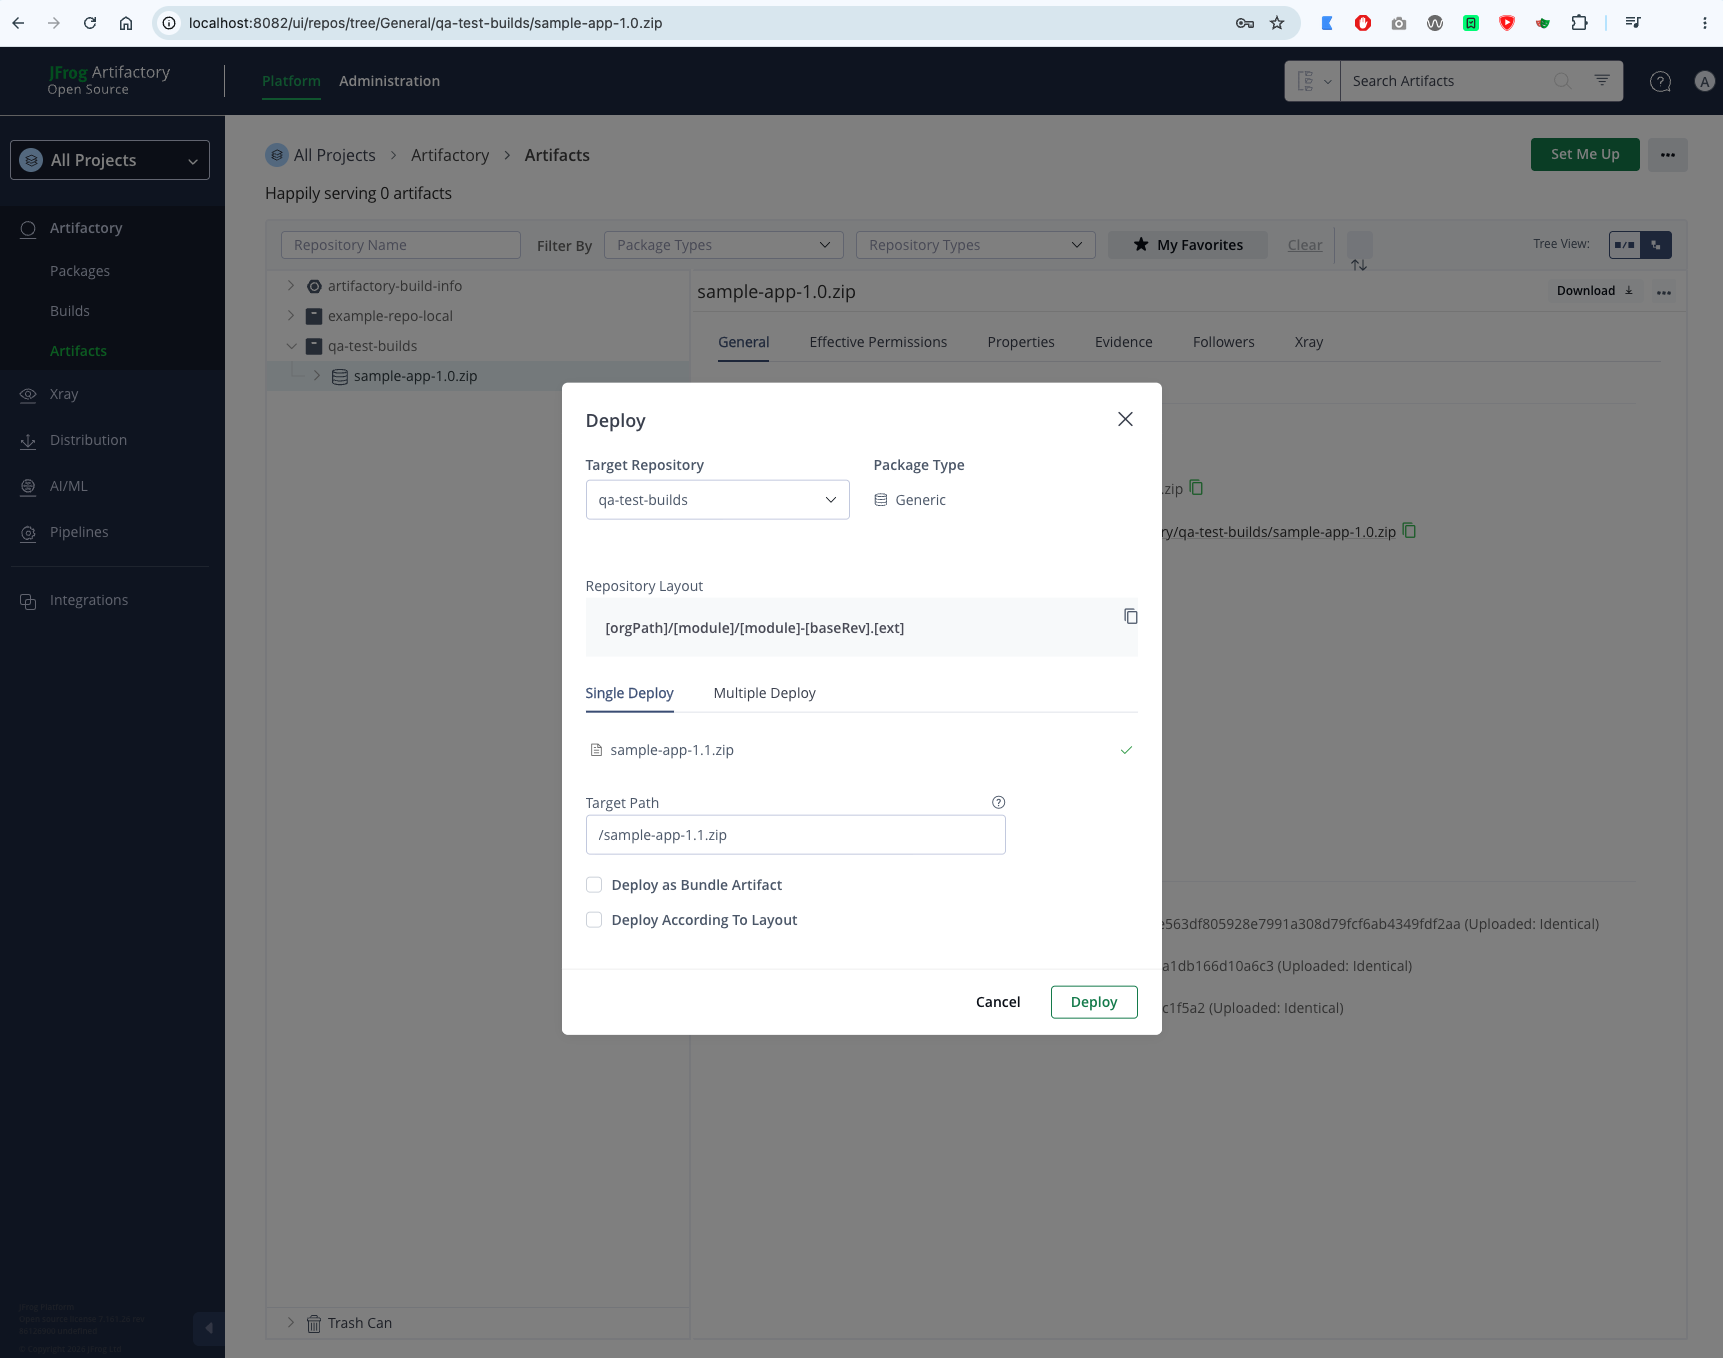 localhost:8082/ui/repos/tree/General/qa-test-builds/sample-app-1.0.zip
JFrog Artifactory
Open Source
Platform
Administration
Search Artifacts
A
All Projects
Artifactory
Packages
Builds
Artifacts
Xray
Distribution
AI/ML
Pipelines
Integrations
All Projects > Artifactory > Artifacts
Set Me Up
Happily serving 0 artifacts
Repository Name
Filter By
Package Types
Repository Types
My Favorites
Clear
Tree View:
artifactory-build-info
example-repo-local
qa-test-builds
sample-app-1.0.zip
Trash Can
sample-app-1.0.zip
Download
General
Effective Permissions
Properties
Evidence
Followers
Xray
.zip
ry/qa-test-builds/sample-app-1.0.zip
e563df805928e7991a308d79fcf6ab4349fdf2aa (Uploaded: Identical)
a1db166d10a6c3 (Uploaded: Identical)
c1f5a2 (Uploaded: Identical)
Deploy
Target Repository
Package Type
qa-test-builds
Generic
Repository Layout
[orgPath]/[module]/[module]-[baseRev].[ext]
Single Deploy
Multiple Deploy
sample-app-1.1.zip
Target Path
/sample-app-1.1.zip
Deploy as Bundle Artifact
Deploy According To Layout
Cancel
Deploy